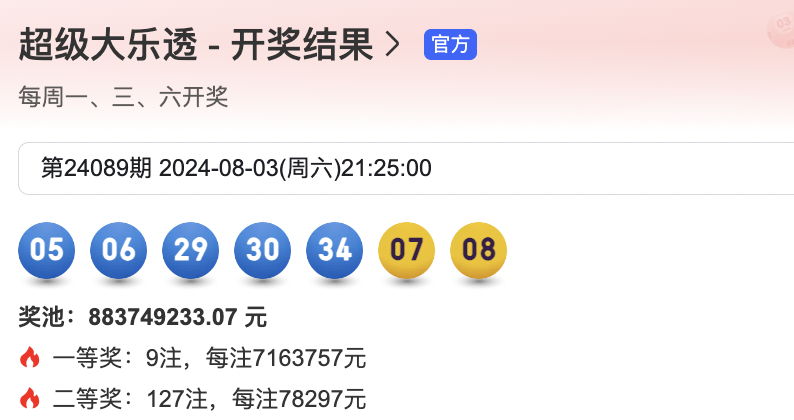 超级大乐透 - 开奖结果 > 官方
每周一、三、六开奖
第24089期 2024-08-03(周六)21:25:00
05 06 29 30 34 07 08
奖池：883749233.07 元
一等奖：9注，每注7163757元
二等奖：127注，每注78297元